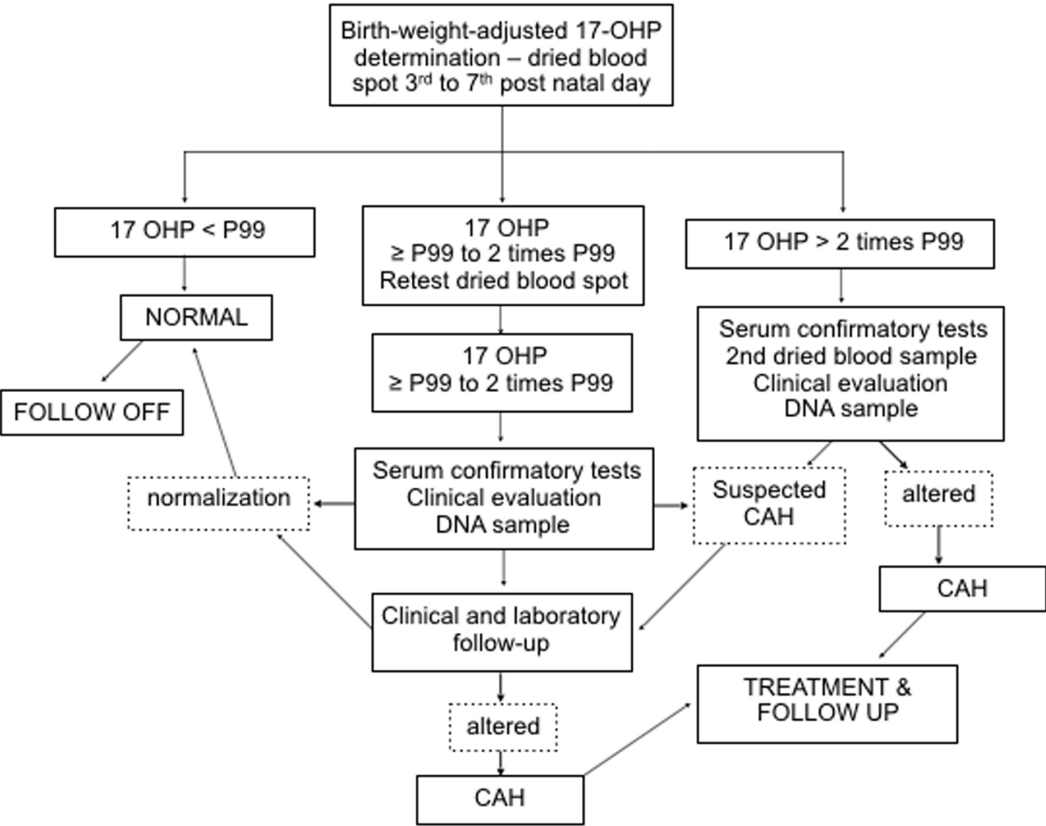 Birth-weight-adjusted 17-OHP
determination – dried blood
spot 3rd to 7th post natal day
17 OHP < P99
17 OHP
≥ P99 to 2 times P99
Retest dried blood spot
17 OHP > 2 times P99
NORMAL
FOLLOW OFF
17 OHP
≥ P99 to 2 times P99
Serum confirmatory tests
2nd dried blood sample
Clinical evaluation
DNA sample
normalization
Serum confirmatory tests
Clinical evaluation
DNA sample
Suspected
CAH
altered
CAH
Clinical and laboratory
follow-up
TREATMENT &
FOLLOW UP
altered
CAH